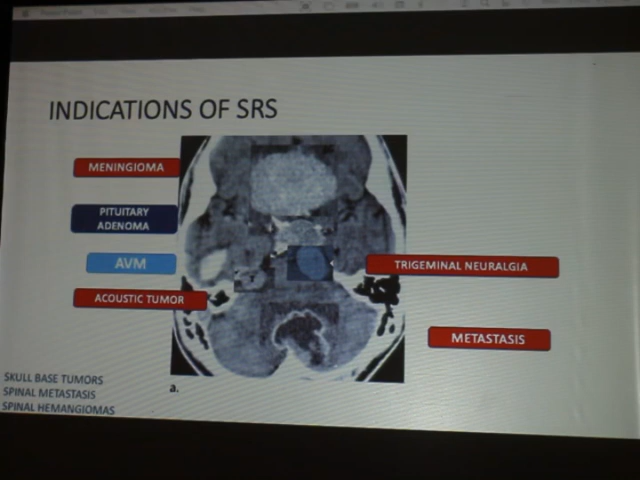 INDICATIONS OF SRS
MENINGIOMA
PITUITARY
ADENOMA
AVM
TRIGEMINAL NEURALGIA
ACOUSTIC TUMOR
METASTASIS
SKULL BASE TUMORS
SPINAL METASTASIS
SPINAL HEMANGIOMAS
a.